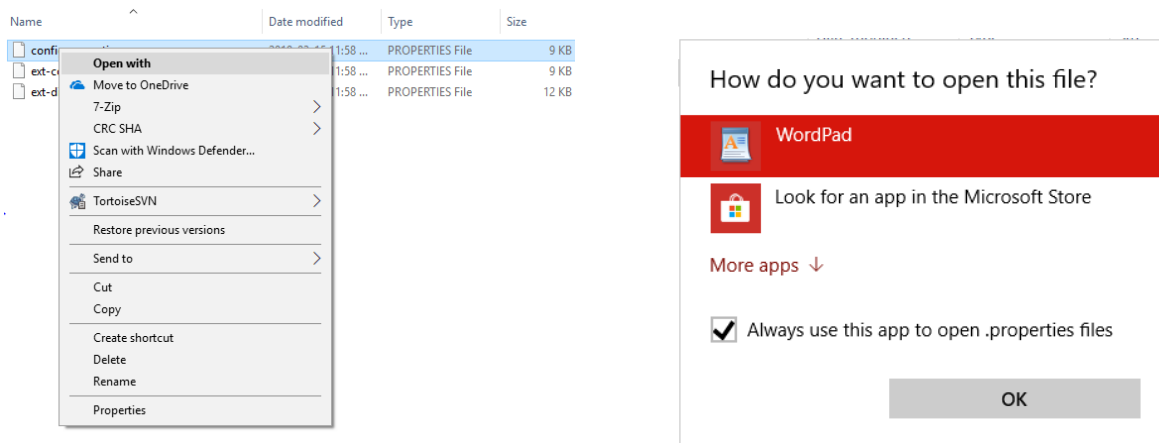 Name Date modified Type Size
PROPERTIES File 9 KB
PROPERTIES File 9 KB
PROPERTIES File 12 KB
Open with
Move to OneDrive
7-Zip
CRC SHA
Scan with Windows Defender...
Share
TortoiseSVN
Restore previous versions
Send to
Cut
Copy
Create shortcut
Delete
Rename
Properties
How do you want to open this file?
WordPad
Look for an app in the Microsoft Store
More apps
Always use this app to open .properties files
OK